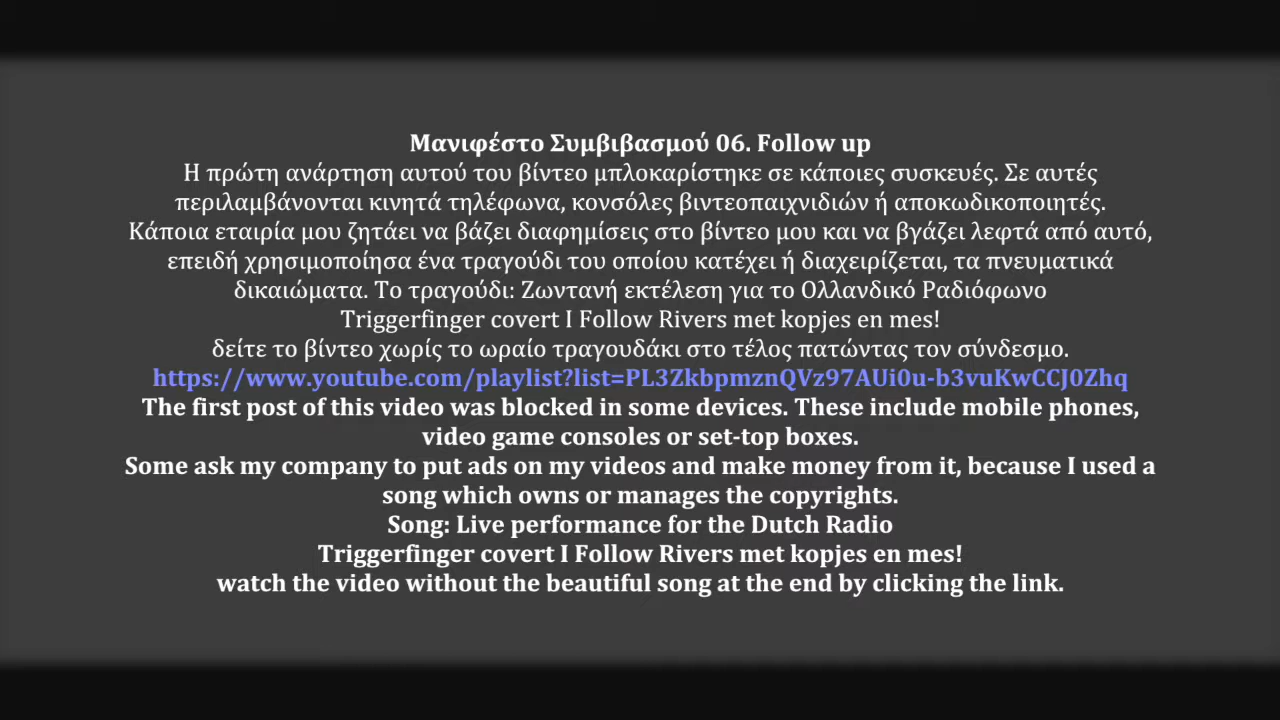 Μανιφέστο Συμβιβασμού 06. Follow up
Η πρώτη ανάρτηση αυτού του βίντεο μπλοκαρίστηκε σε κάποιες συσκευές. Σε αυτές
περιλαμβάνονται κινητά τηλέφωνα, κονσόλες βιντεοπαιχνιδιών ή αποκωδικοποιητές.
Κάποια εταιρία μου ζητάει να βάζει διαφημίσεις στο βίντεο μου και να βγάζει λεφτά από αυτό,
επειδή χρησιμοποίησα ένα τραγούδι του οποίου κατέχει ή διαχειρίζεται, τα πνευματικά
δικαιώματα. Το τραγούδι: Ζωντανή εκτέλεση για το Ολλανδικό Ραδιόφωνο
Triggerfinger covert I Follow Rivers met kopjes en mes!
δείτε το βίντεο χωρίς το ωραίο τραγουδάκι στο τέλος πατώντας τον σύνδεσμο.
https://www.youtube.com/playlist?list=PL3ZkbpmznQVz97AUi0u-b3vuKwCCJ0Zhq
The first post of this video was blocked in some devices. These include mobile phones,
video game consoles or set-top boxes.
Some ask my company to put ads on my videos and make money from it, because I used a
song which owns or manages the copyrights.
Song: Live performance for the Dutch Radio
Triggerfinger covert I Follow Rivers met kopjes en mes!
watch the video without the beautiful song at the end by clicking the link.